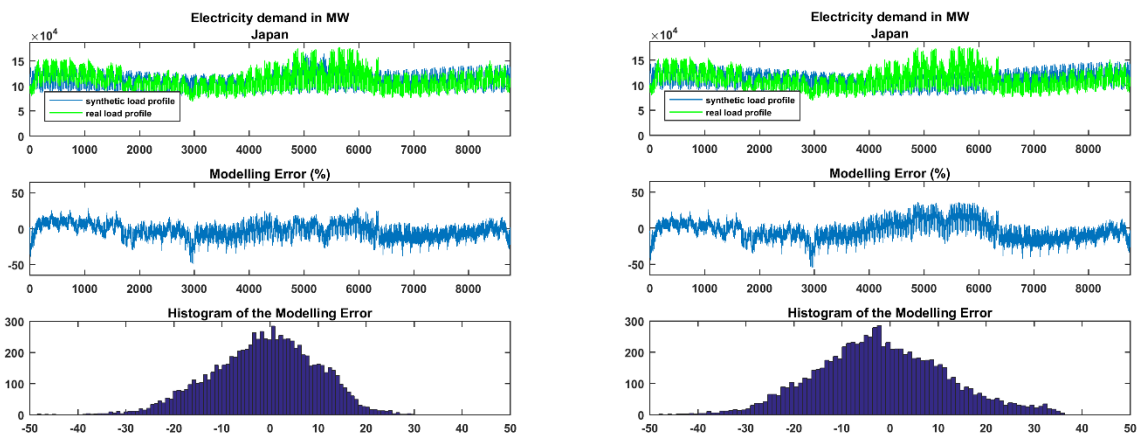 Electricity demand in MW
Japan
×10⁴
15
10
5
0
synthetic load profile
real load profile
0 1000 2000 3000 4000 5000 6000 7000 8000
Modelling Error (%)
50
0
-50
0 1000 2000 3000 4000 5000 6000 7000 8000
Histogram of the Modelling Error
300
200
100
0
-50 -40 -30 -20 -10 0 10 20 30 40 50
Electricity demand in MW
Japan
×10⁴
15
10
5
0
synthetic load profile
real load profile
0 1000 2000 3000 4000 5000 6000 7000 8000
Modelling Error (%)
50
0
-50
0 1000 2000 3000 4000 5000 6000 7000 8000
Histogram of the Modelling Error
300
200
100
0
-50 -40 -30 -20 -10 0 10 20 30 40 50